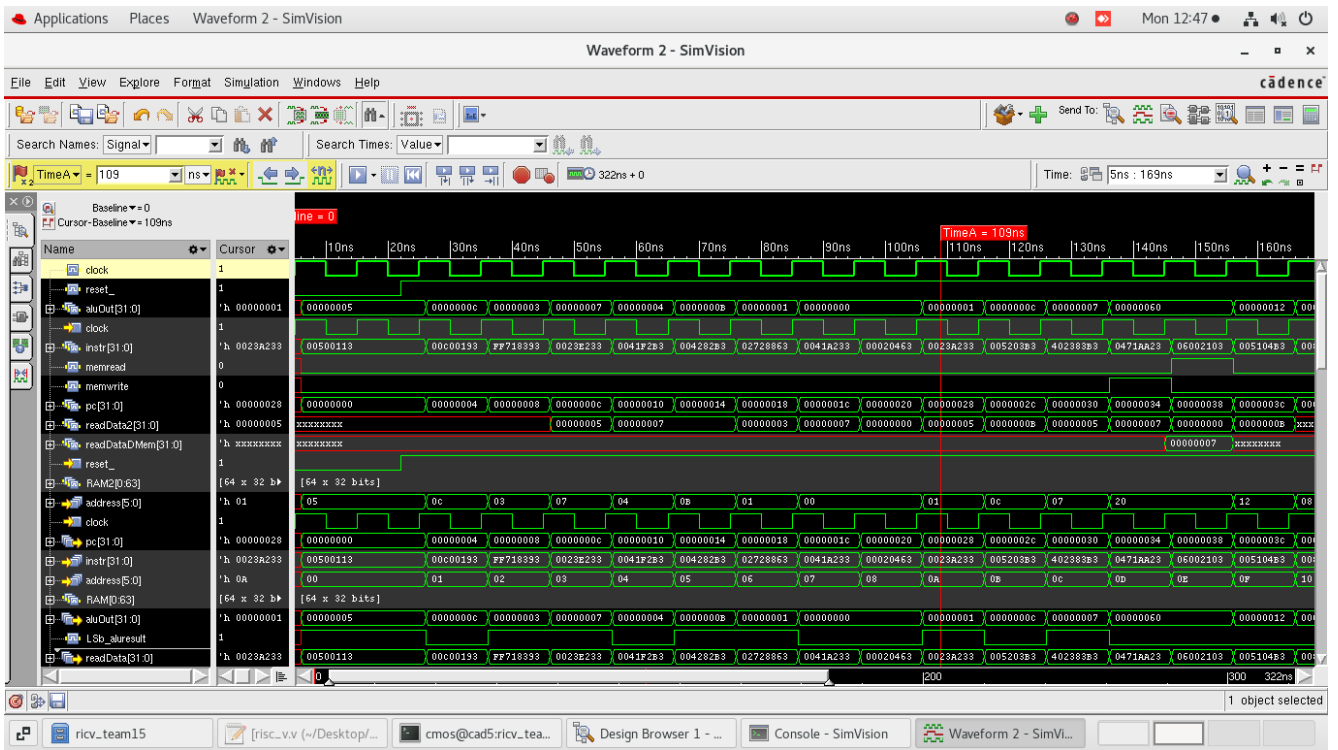 Applications Places Waveform 2 - SimVision Mon 12:47
Waveform 2 - SimVision
File Edit View Explore Format Simulation Windows Help cādence
Send To:
Search Names: Signal Search Times: Value
TimeA = 109 ns 322ns + 0 Time: 5ns : 169ns
Baseline = 0
Cursor-Baseline = 109ns
line = 0
TimeA = 109ns
Name Cursor 10ns 20ns 30ns 40ns 50ns 60ns 70ns 80ns 90ns 100ns 110ns 120ns 130ns 140ns 150ns 160ns
clock 1
reset_ 1
aluOut[31:0] 'h 00000001 00000005 0000000C 00000003 00000007 00000004 0000000B 00000001 00000000 00000001 0000000C 00000007 00000060 00000012
clock 1
instr[31:0] 'h 0023A233 00500113 00C00193 FF718393 0023E233 0041F2B3 004282B3 02728863 0041A233 00020463 0023A233 005203B3 402383B3 0471AA23 06002103 005104B3
memread 0
memwrite 0
pc[31:0] 'h 00000028 00000000 00000004 00000008 0000000C 00000010 00000014 00000018 0000001C 00000020 00000028 0000002C 00000030 00000034 00000038 0000003C
readData2[31:0] 'h 00000005 xxxxxxxx 00000005 00000007 00000003 00000007 00000000 00000005 0000000B 00000005 00000007 00000000 0000000B xxx
readDataDMem[31:0] 'h xxxxxxxx xxxxxxxx 00000007 xxxxxxxx
reset_ 1
RAM2[0:63] [64 x 32 b [64 x 32 bits]
address[5:0] 'h 01 05 0C 03 07 04 0B 01 00 01 0C 07 20 12 08
clock 1
pc[31:0] 'h 00000028 00000000 00000004 00000008 0000000C 00000010 00000014 00000018 0000001C 00000020 00000028 0000002C 00000030 00000034 00000038 0000003C
instr[31:0] 'h 0023A233 00500113 00C00193 FF718393 0023E233 0041F2B3 004282B3 02728863 0041A233 00020463 0023A233 005203B3 402383B3 0471AA23 06002103 005104B3
address[5:0] 'h 0A 00 01 02 03 04 05 06 07 08 0A 0B 0C 0D 0E 0F 10
RAM[0:63] [64 x 32 b [64 x 32 bits]
aluOut[31:0] 'h 00000001 00000005 0000000C 00000003 00000007 00000004 0000000B 00000001 00000000 00000001 0000000C 00000007 00000060 00000012
LSb_aluresult 1
readData[31:0] 'h 0023A233 00500113 00C00193 FF718393 0023E233 0041F2B3 004282B3 02728863 0041A233 00020463 0023A233 005203B3 402383B3 0471AA23 06002103 005104B3
0 200 300 322ns
1 object selected
ricv_team15 [risc_v.v (~/Desktop/... cmos@cad5:ricv_tea... Design Browser 1 - ... Console - SimVision Waveform 2 - SimVi...